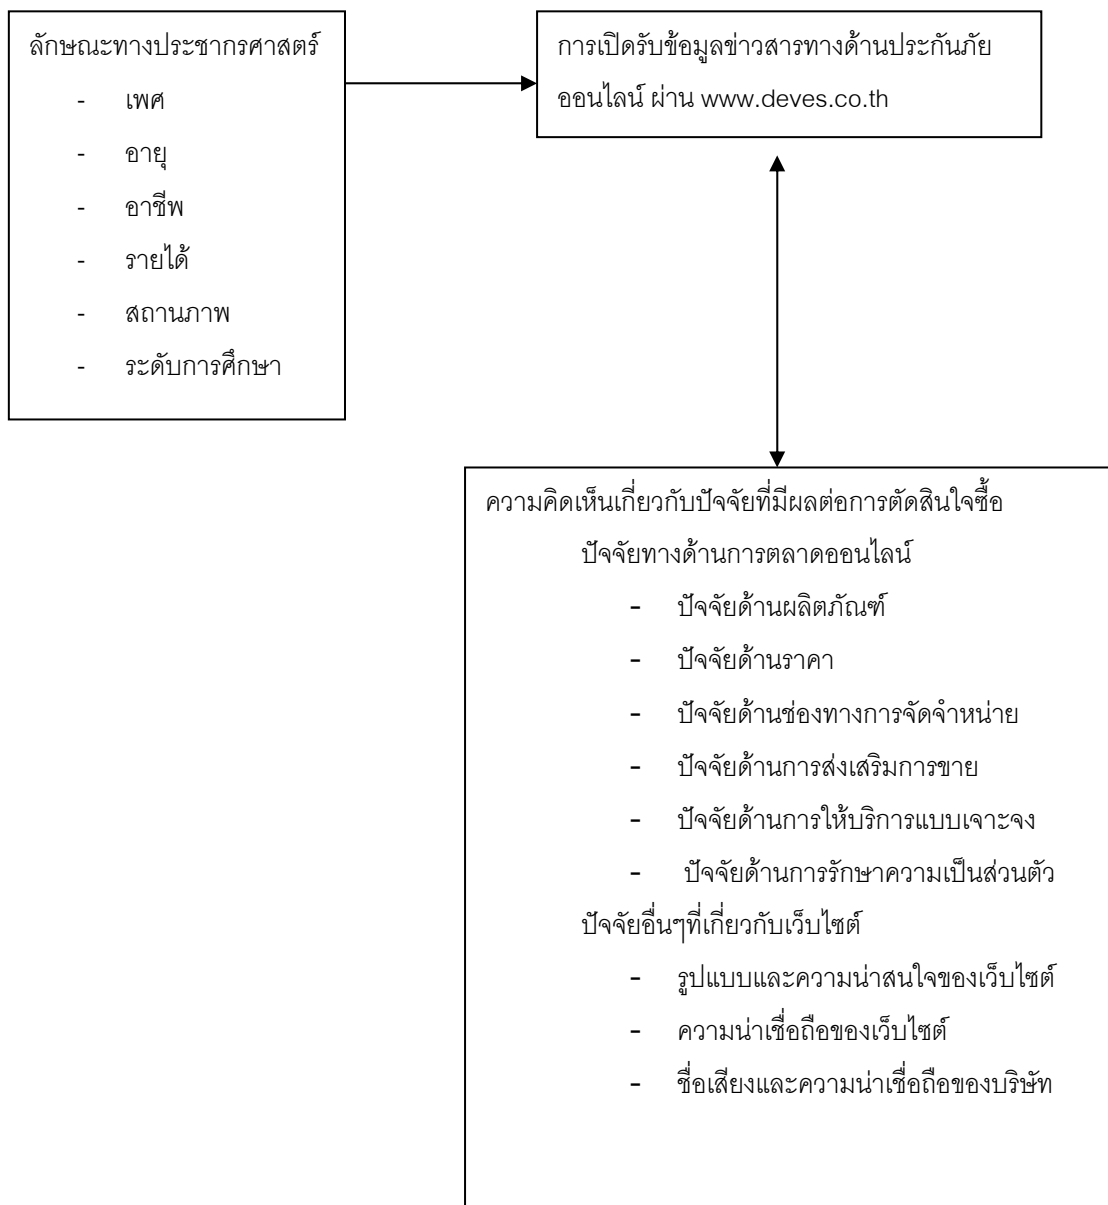 ลักษณะทางประชากรศาสตร์
- เพศ
- อายุ
- อาชีพ
- รายได้
- สถานภาพ
- ระดับการศึกษา
การเปิดรับข้อมูลข่าวสารทางด้านประกันภัย
ออนไลน์ ผ่าน www.deves.co.th
ความคิดเห็นเกี่ยวกับปัจจัยที่มีผลต่อการตัดสินใจซื้อ
ปัจจัยทางด้านการตลาดออนไลน์
- ปัจจัยด้านผลิตภัณฑ์
- ปัจจัยด้านราคา
- ปัจจัยด้านช่องทางการจัดจำหน่าย
- ปัจจัยด้านการส่งเสริมการขาย
- ปัจจัยด้านการให้บริการแบบเจาะจง
- ปัจจัยด้านการรักษาความเป็นส่วนตัว
ปัจจัยอื่นๆที่เกี่ยวกับเว็บไซต์
- รูปแบบและความน่าสนใจของเว็บไซต์
- ความน่าเชื่อถือของเว็บไซต์
- ชื่อเสียงและความน่าเชื่อถือของบริษัท